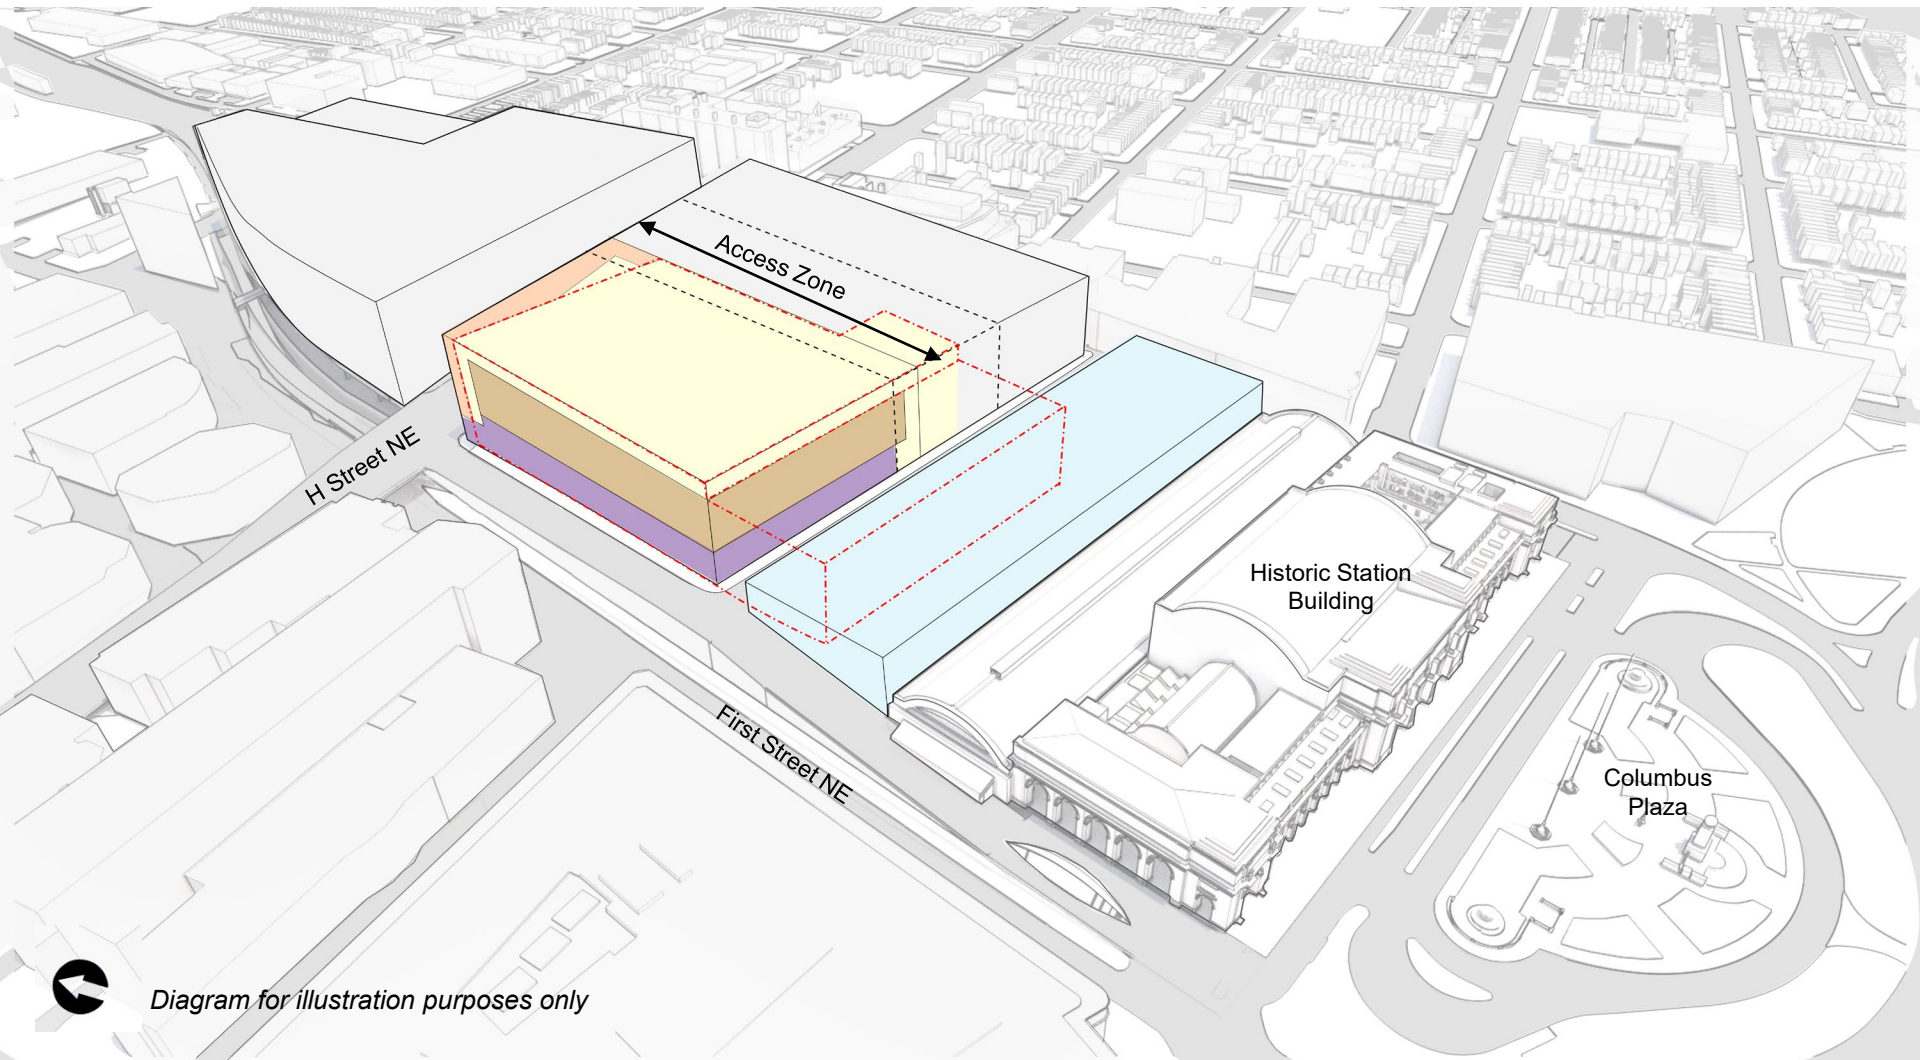 Access Zone
H Street NE
Historic Station
Building
First Street NE
Columbus
Plaza
Diagram for illustration purposes only